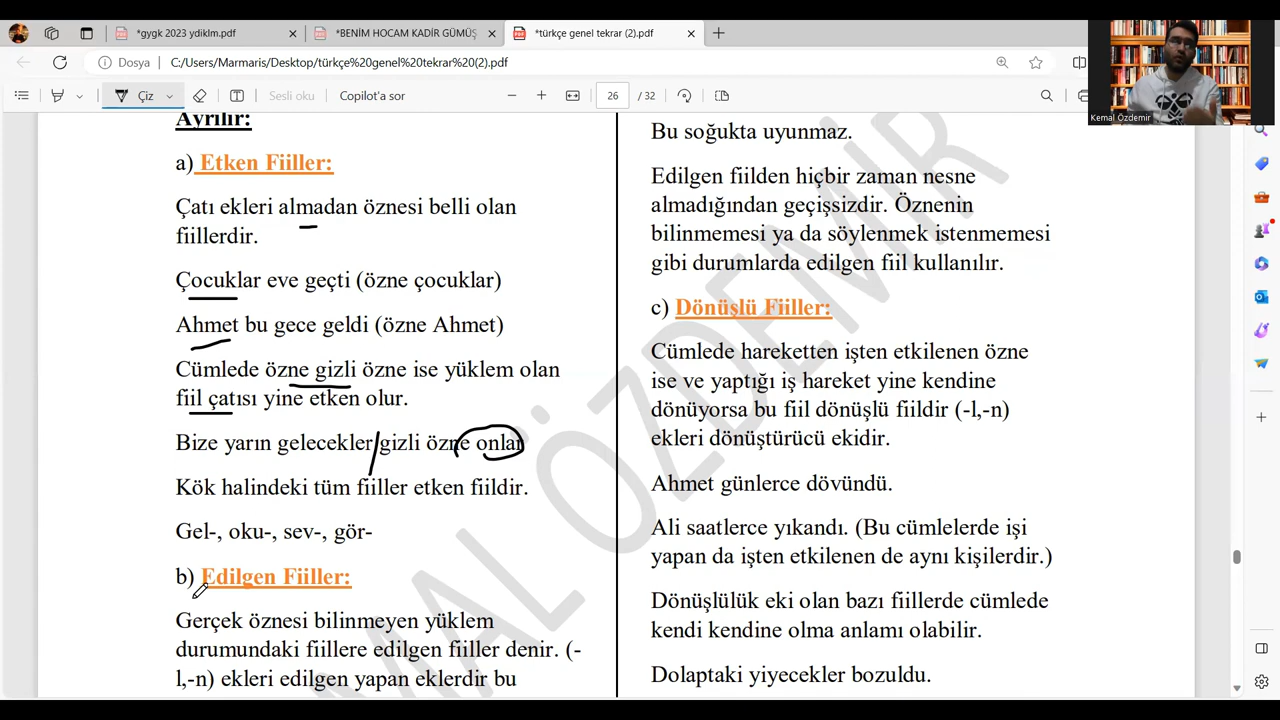 *gygk 2023 ydiklm.pdf
*BENİM HOCAM KADİR GÜMÜŞ
*türkçe genel tekrar (2).pdf
Dosya
C:/Users/Marmaris/Desktop/türkçe%20genel%20tekrar%20(2).pdf
Çiz
Sesli oku
Copilot'a sor
26 / 32
Kemal Özdemir
Ayrılır:
a) Etken Fiiller:
Çatı ekleri almadan öznesi belli olan
fiillerdir.
Çocuklar eve geçti (özne çocuklar)
Ahmet bu gece geldi (özne Ahmet)
Cümlede özne gizli özne ise yüklem olan
fiil çatısı yine etken olur.
Bize yarın gelecekler/gizli özne onlar
Kök halindeki tüm fiiller etken fiildir.
Gel-, oku-, sev-, gör-
b) Edilgen Fiiller:
Gerçek öznesi bilinmeyen yüklem
durumundaki fiillere edilgen fiiller denir. (-
l,-n) ekleri edilgen yapan eklerdir bu
Bu soğukta uyunmaz.
Edilgen fiilden hiçbir zaman nesne
almadığından geçişsizdir. Öznenin
bilinmemesi ya da söylenmek istenmemesi
gibi durumlarda edilgen fiil kullanılır.
c) Dönüşlü Fiiller:
Cümlede hareketten işten etkilenen özne
ise ve yaptığı iş hareket yine kendine
dönüyorsa bu fiil dönüşlü fiildir (-l,-n)
ekleri dönüştürücü ekidir.
Ahmet günlerce dövündü.
Ali saatlerce yıkandı. (Bu cümlelerde işi
yapan da işten etkilenen de aynı kişilerdir.)
Dönüşlülük eki olan bazı fiillerde cümlede
kendi kendine olma anlamı olabilir.
Dolaptaki yiyecekler bozuldu.
MAL ÖZDEMİR